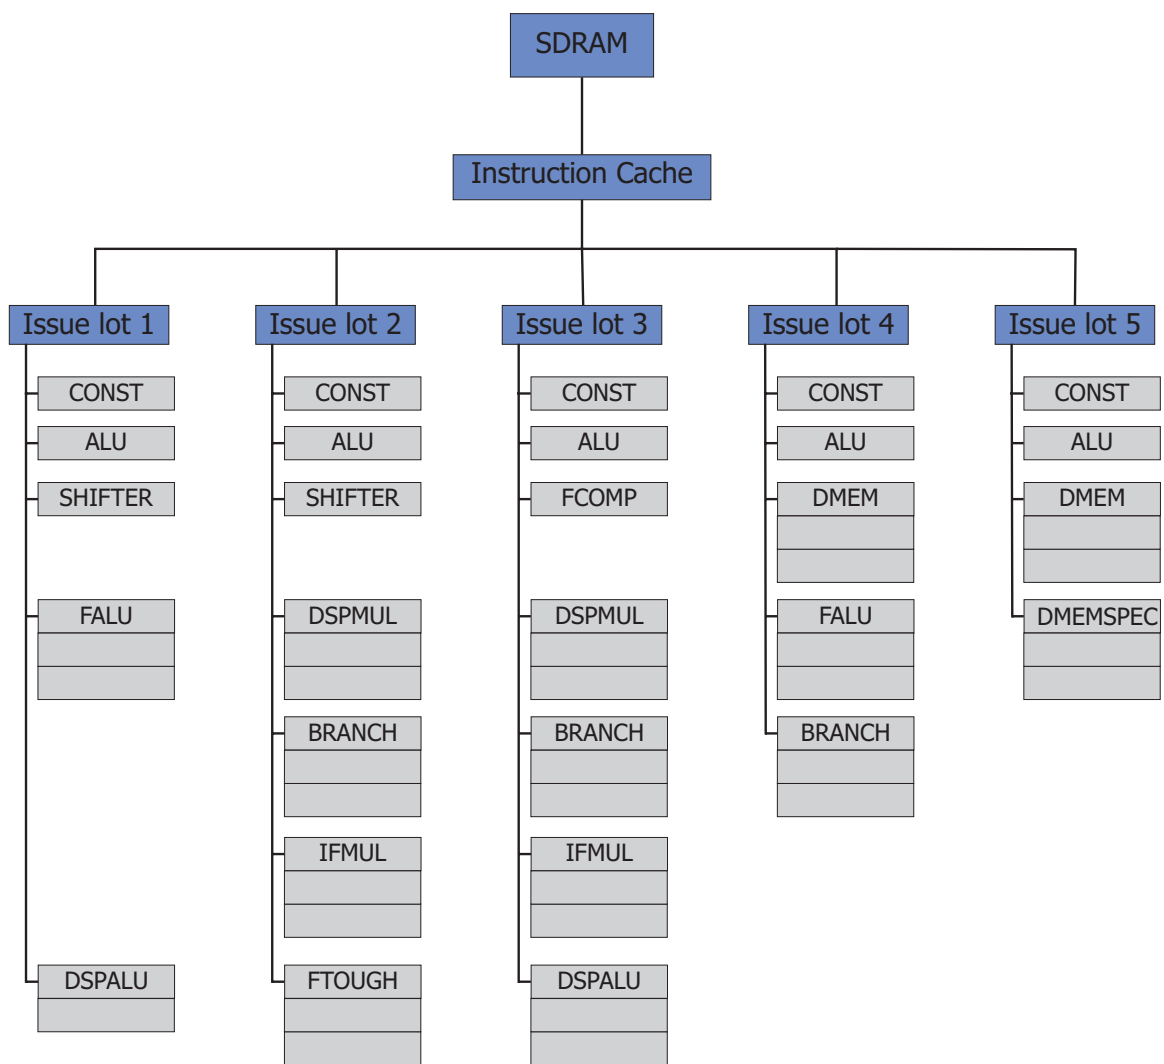 SDRAM
Instruction Cache
Issue lot 1
Issue lot 2
Issue lot 3
Issue lot 4
Issue lot 5
CONST
CONST
CONST
CONST
CONST
ALU
ALU
ALU
ALU
ALU
SHIFTER
SHIFTER
FCOMP
DMEM
DMEM
FALU
DSPMUL
DSPMUL
FALU
DMEMSPEC
BRANCH
BRANCH
BRANCH
IFMUL
IFMUL
DSPALU
FTOUGH
DSPALU